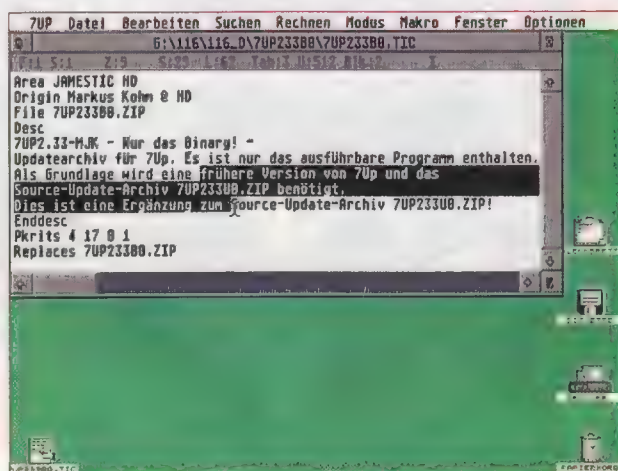 7UP Datei Bearbeiten Suchen Rechnen Modus Makro Fenster Optionen
G:\116\116_D\7UP233B0\7UP233B0.TIC
Area JAMESTIC HD
Origin Markus Kohm @ HD
File 7UP233B0.ZIP
Desc
7UP2.33-MJK - Nur das Binary! -
Updatearchiv für 7Up. Es ist nur das ausführbare Programm enthalten.
Als Grundlage wird eine frühere Version von 7Up und das
Source-Update-Archiv 7UP233U0.ZIP benötigt.
Dies ist eine Ergänzung zum Source-Update-Archiv 7UP233U0.ZIP!
Enddesc
Pkrits 4 17 0 1
Replaces 7UP233B0.ZIP
PAPIERKORB